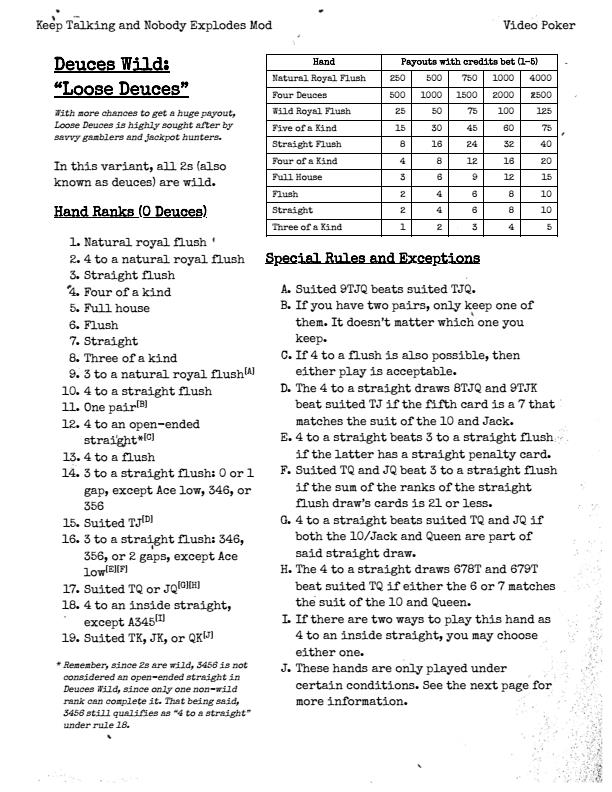 Keep Talking and Nobody Explodes Mod
Video Poker
Deuces Wild:
“Loose Deuces”
With more chances to get a huge payout,
Loose Deuces is highly sought after by
savvy gamblers and jackpot hunters.
In this variant, all 2s (also
known as deuces) are wild.
Hand Ranks (0 Deuces)
1. Natural royal flush
2. 4 to a natural royal flush
3. Straight flush
4. Four of a kind
5. Full house
6. Flush
7. Straight
8. Three of a kind
9. 3 to a natural royal flush[A]
10. 4 to a straight flush
11. One pair[B]
12. 4 to an open-ended
straight*[C]
13. 4 to a flush
14. 3 to a straight flush: 0 or 1
gap, except Ace low, 346, or
356
15. Suited TJ[D]
16. 3 to a straight flush: 346,
356, or 2 gaps, except Ace
low[E][F]
17. Suited TQ or JQ[G][H]
18. 4 to an inside straight,
except A345[I]
19. Suited TK, JK, or QK[J]
* Remember, since 2s are wild, 3456 is not
considered an open-ended straight in
Deuces Wild, since only one non-wild
rank can complete it. That being said,
3456 still qualifies as “4 to a straight”
under rule 18.
Hand Payouts with credits bet (1-5)
Natural Royal Flush 250 500 750 1000 4000
Four Deuces 500 1000 1500 2000 2500
Wild Royal Flush 25 50 75 100 125
Five of a Kind 15 30 45 60 75
Straight Flush 8 16 24 32 40
Four of a Kind 4 8 12 16 20
Full House 3 6 9 12 15
Flush 2 4 6 8 10
Straight 2 4 6 8 10
Three of a Kind 1 2 3 4 5
Special Rules and Exceptions
A. Suited 9TJQ beats suited TJQ.
B. If you have two pairs, only keep one of
them. It doesn't matter which one you
keep.
C. If 4 to a flush is also possible, then
either play is acceptable.
D. The 4 to a straight draws 8TJQ and 9TJK
beat suited TJ if the fifth card is a 7 that
matches the suit of the 10 and Jack.
E. 4 to a straight beats 3 to a straight flush
if the latter has a straight penalty card.
F. Suited TQ and JQ beat 3 to a straight flush
if the sum of the ranks of the straight
flush draw's cards is 21 or less.
G. 4 to a straight beats suited TQ and JQ if
both the 10/Jack and Queen are part of
said straight draw.
H. The 4 to a straight draws 678T and 679T
beat suited TQ if either the 6 or 7 matches
the suit of the 10 and Queen.
I. If there are two ways to play this hand as
4 to an inside straight, you may choose
either one.
J. These hands are only played under
certain conditions. See the next page for
more information.